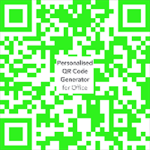 Personalised
QR Code
Generator
for Office